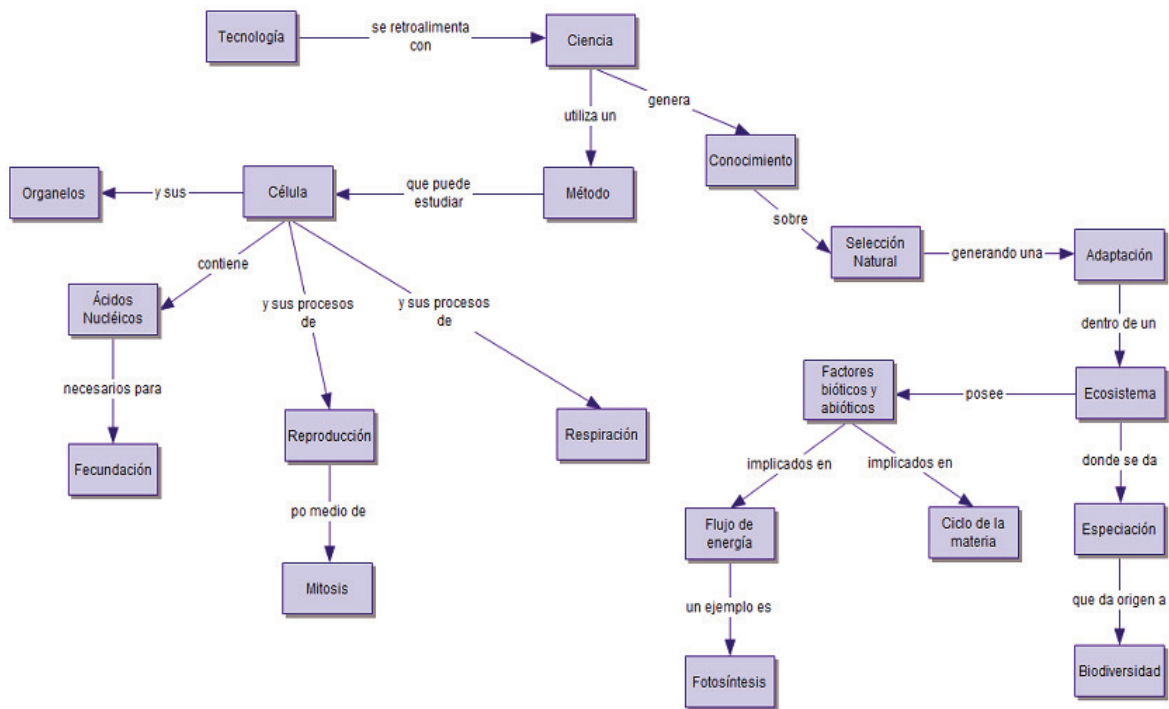 Tecnología
se retroalimenta
con
Ciencia
utiliza un
genera
Conocimiento
Organelos
y sus
Célula
que puede
estudiar
Método
sobre
Selección
Natural
generando una
Adaptación
contiene
Ácidos
Nucléicos
y sus procesos
de
y sus procesos
de
dentro de un
necesarios para
Factores
bióticos y
abióticos
posee
Ecosistema
Fecundación
Reproducción
Respiración
implicados en
implicados en
donde se da
po medio de
Flujo de
energía
Ciclo de la
materia
Especiación
Mitosis
un ejemplo es
que da origen a
Fotosíntesis
Biodiversidad